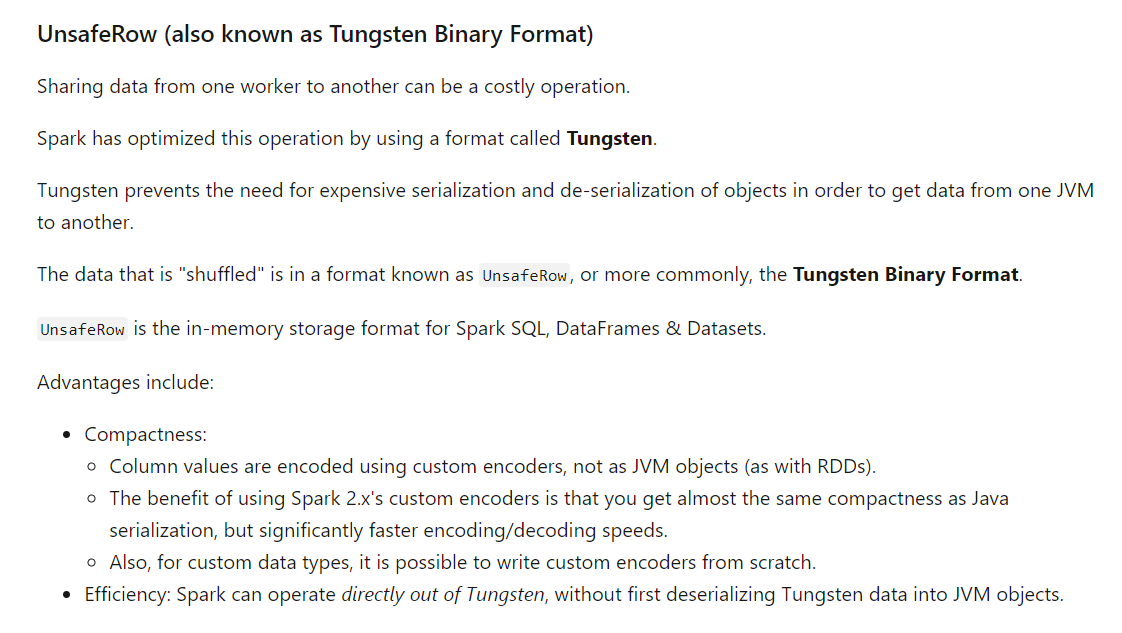 UnsafeRow (also known as Tungsten Binary Format)
Sharing data from one worker to another can be a costly operation.
Spark has optimized this operation by using a format called Tungsten.
Tungsten prevents the need for expensive serialization and de-serialization of objects in order to get data from one JVM
to another.
The data that is "shuffled" is in a format known as UnsafeRow, or more commonly, the Tungsten Binary Format.
UnsafeRow is the in-memory storage format for Spark SQL, DataFrames & Datasets.
Advantages include:
• Compactness:
◦ Column values are encoded using custom encoders, not as JVM objects (as with RDDs).
◦ The benefit of using Spark 2.x's custom encoders is that you get almost the same compactness as Java
serialization, but significantly faster encoding/decoding speeds.
◦ Also, for custom data types, it is possible to write custom encoders from scratch.
• Efficiency: Spark can operate directly out of Tungsten, without first deserializing Tungsten data into JVM objects.